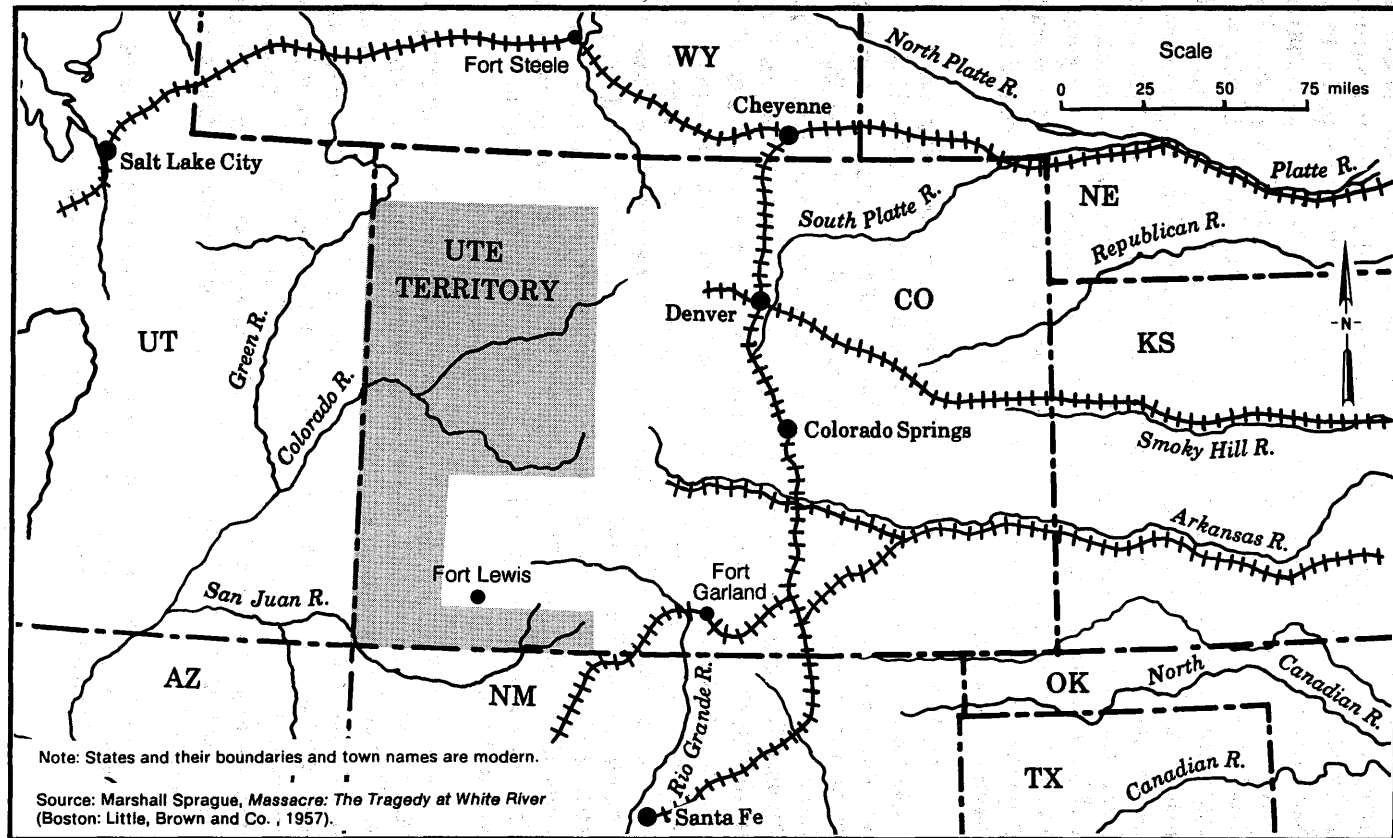 WY
Fort Steele
North Platte R.
Scale
0 25 50 75 miles
Cheyenne
Salt Lake City
Platte R.
NE
South Platte R.
UTE
TERRITORY
Republican R.
CO
Denver
-N-
UT
Green R.
KS
Colorado R.
Colorado Springs
Smoky Hill R.
Arkansas R.
Fort Lewis
Fort
Garland
San Juan R.
AZ
NM
Rio Grande R.
OK
North
Canadian R.
Canadian R.
TX
Note: States and their boundaries and town names are modern.
Source: Marshall Sprague, Massacre: The Tragedy at White River
(Boston: Little, Brown and Co. , 1957).
Santa Fe